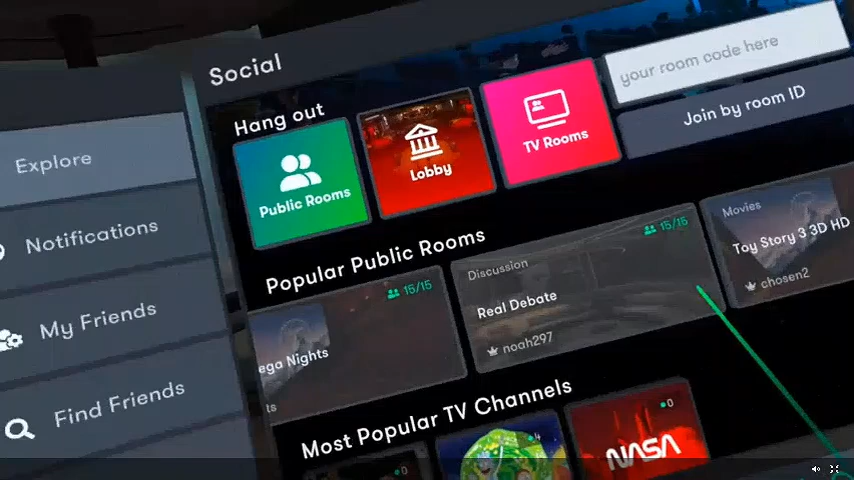 Social
your room code here
Join by room ID
Hang out
Public Rooms
Lobby
TV Rooms
Explore
Notifications
My Friends
Find Friends
Popular Public Rooms
15/15
ega Nights
ts
Discussion
15/15
Real Debate
noah297
Movies
Toy Story 3 3D HD
chosen2
Most Popular TV Channels
0
4
0
NASA